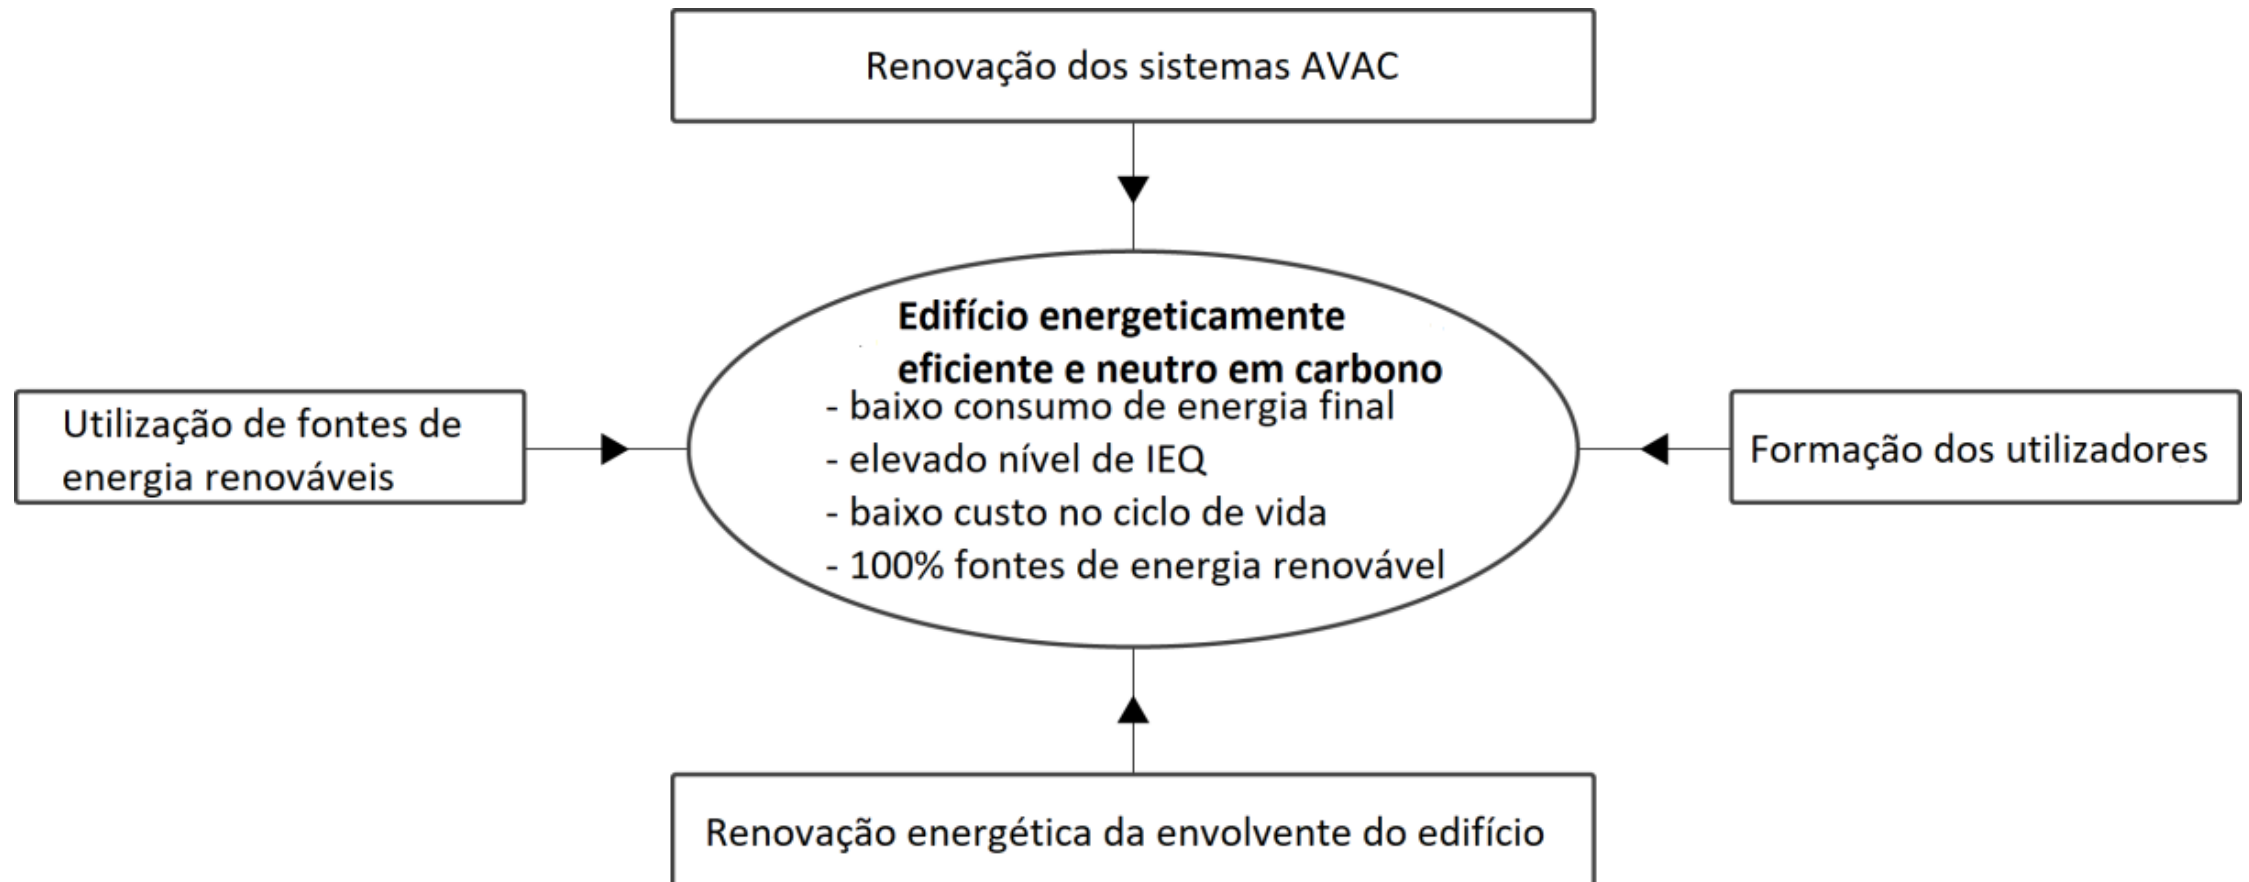 Renovação dos sistemas AVAC
Edifício energeticamente
eficiente e neutro em carbono
- baixo consumo de energia final
- elevado nível de IEQ
- baixo custo no ciclo de vida
- 100% fontes de energia renovável
Utilização de fontes de
energia renováveis
Formação dos utilizadores
Renovação energética da envolvente do edifício